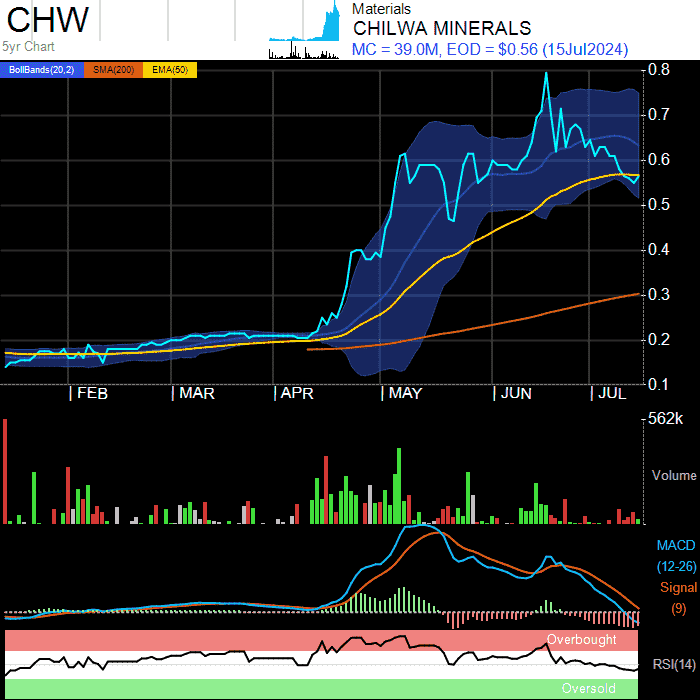 CHW
5yr Chart
Materials
CHILWA MINERALS
MC = 39.0M, EOD = $0.56 (15Jul2024)
BollBands(20,2) SMA(200) EMA(50)
0.8
0.7
0.6
0.5
0.4
0.3
0.2
0.1
FEB MAR APR MAY JUN JUL
562k
Volume
MACD
(12-26)
Signal
(9)
Overbought
RSI(14)
Oversold